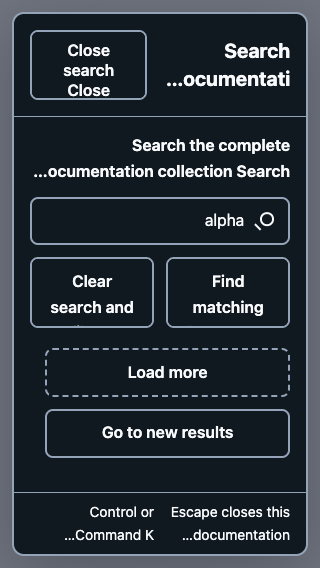 Search
...ocumentati
Close
search
Close
Search the complete
...ocumentation collection Search
alpha
Find
matching
Clear
search and
Load more
Go to new results
Escape closes this
...documentation
Control or
...Command K